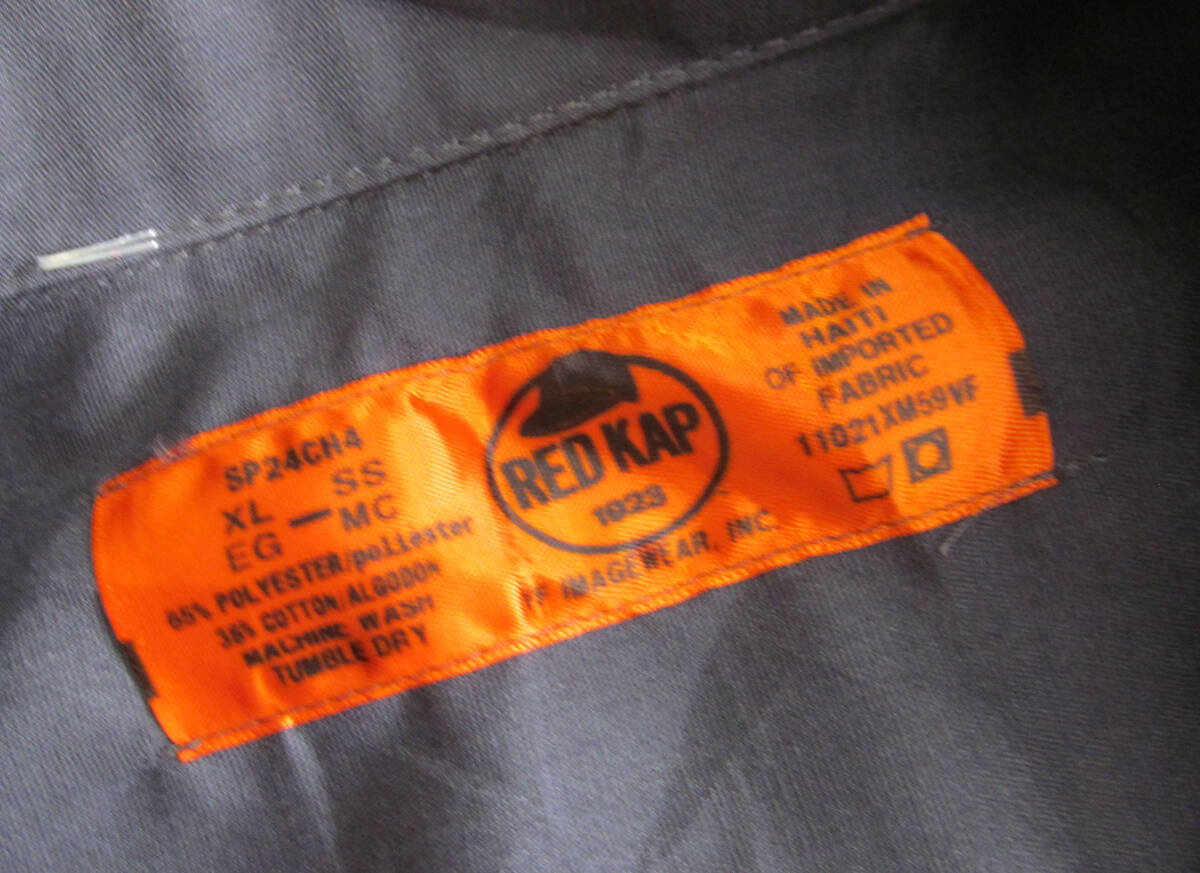 SP24CH4
XL — SS
EG — MC
65% POLYESTER/poLiester
35% COTTON/ALGODON
MACHINE WASH
TUMBLE DRY
RED KAP
1923
VF IMAGEWEAR, INC.
MADE IN
HAITI
OF IMPORTED
FABRIC
11021XM59VF